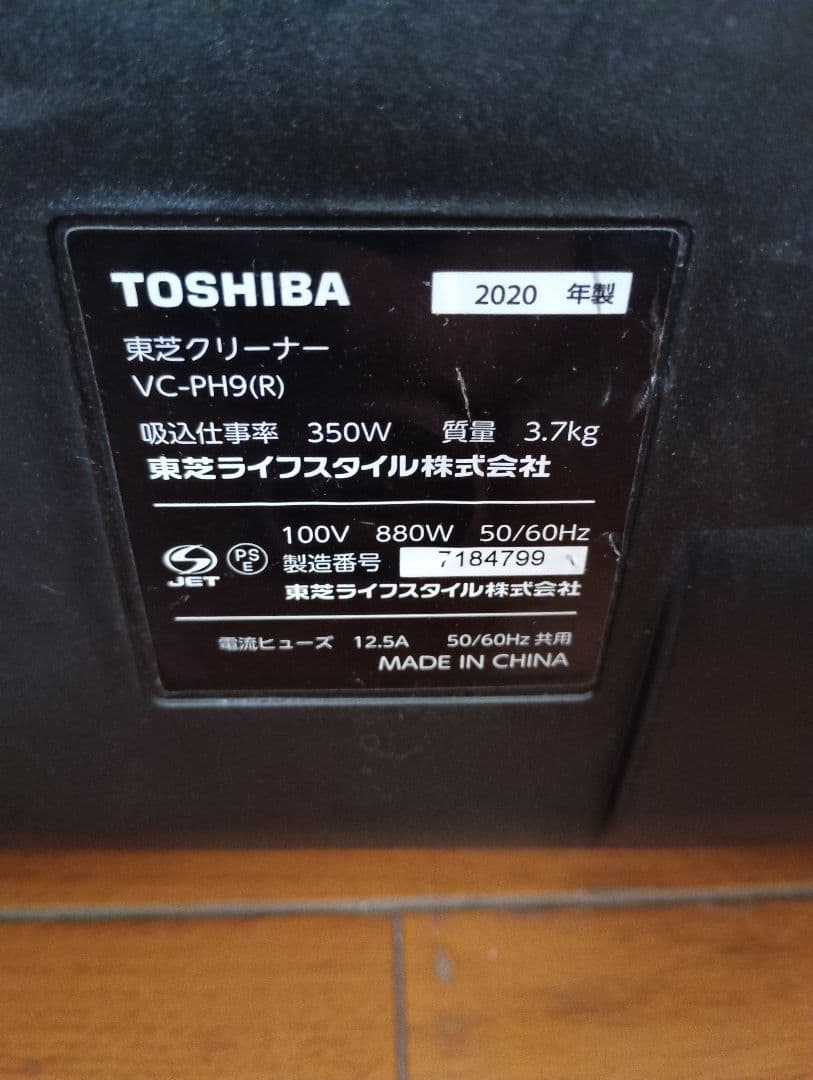 TOSHIBA 2020 年製
東芝クリーナー
VC-PH9(R)
吸込仕事率 350W 質量 3.7kg
東芝ライフスタイル株式会社
100V 880W 50/60Hz
JET PS E 製造番号 7184799
東芝ライフスタイル株式会社
電流ヒューズ 12.5A 50/60Hz 共用
MADE IN CHINA